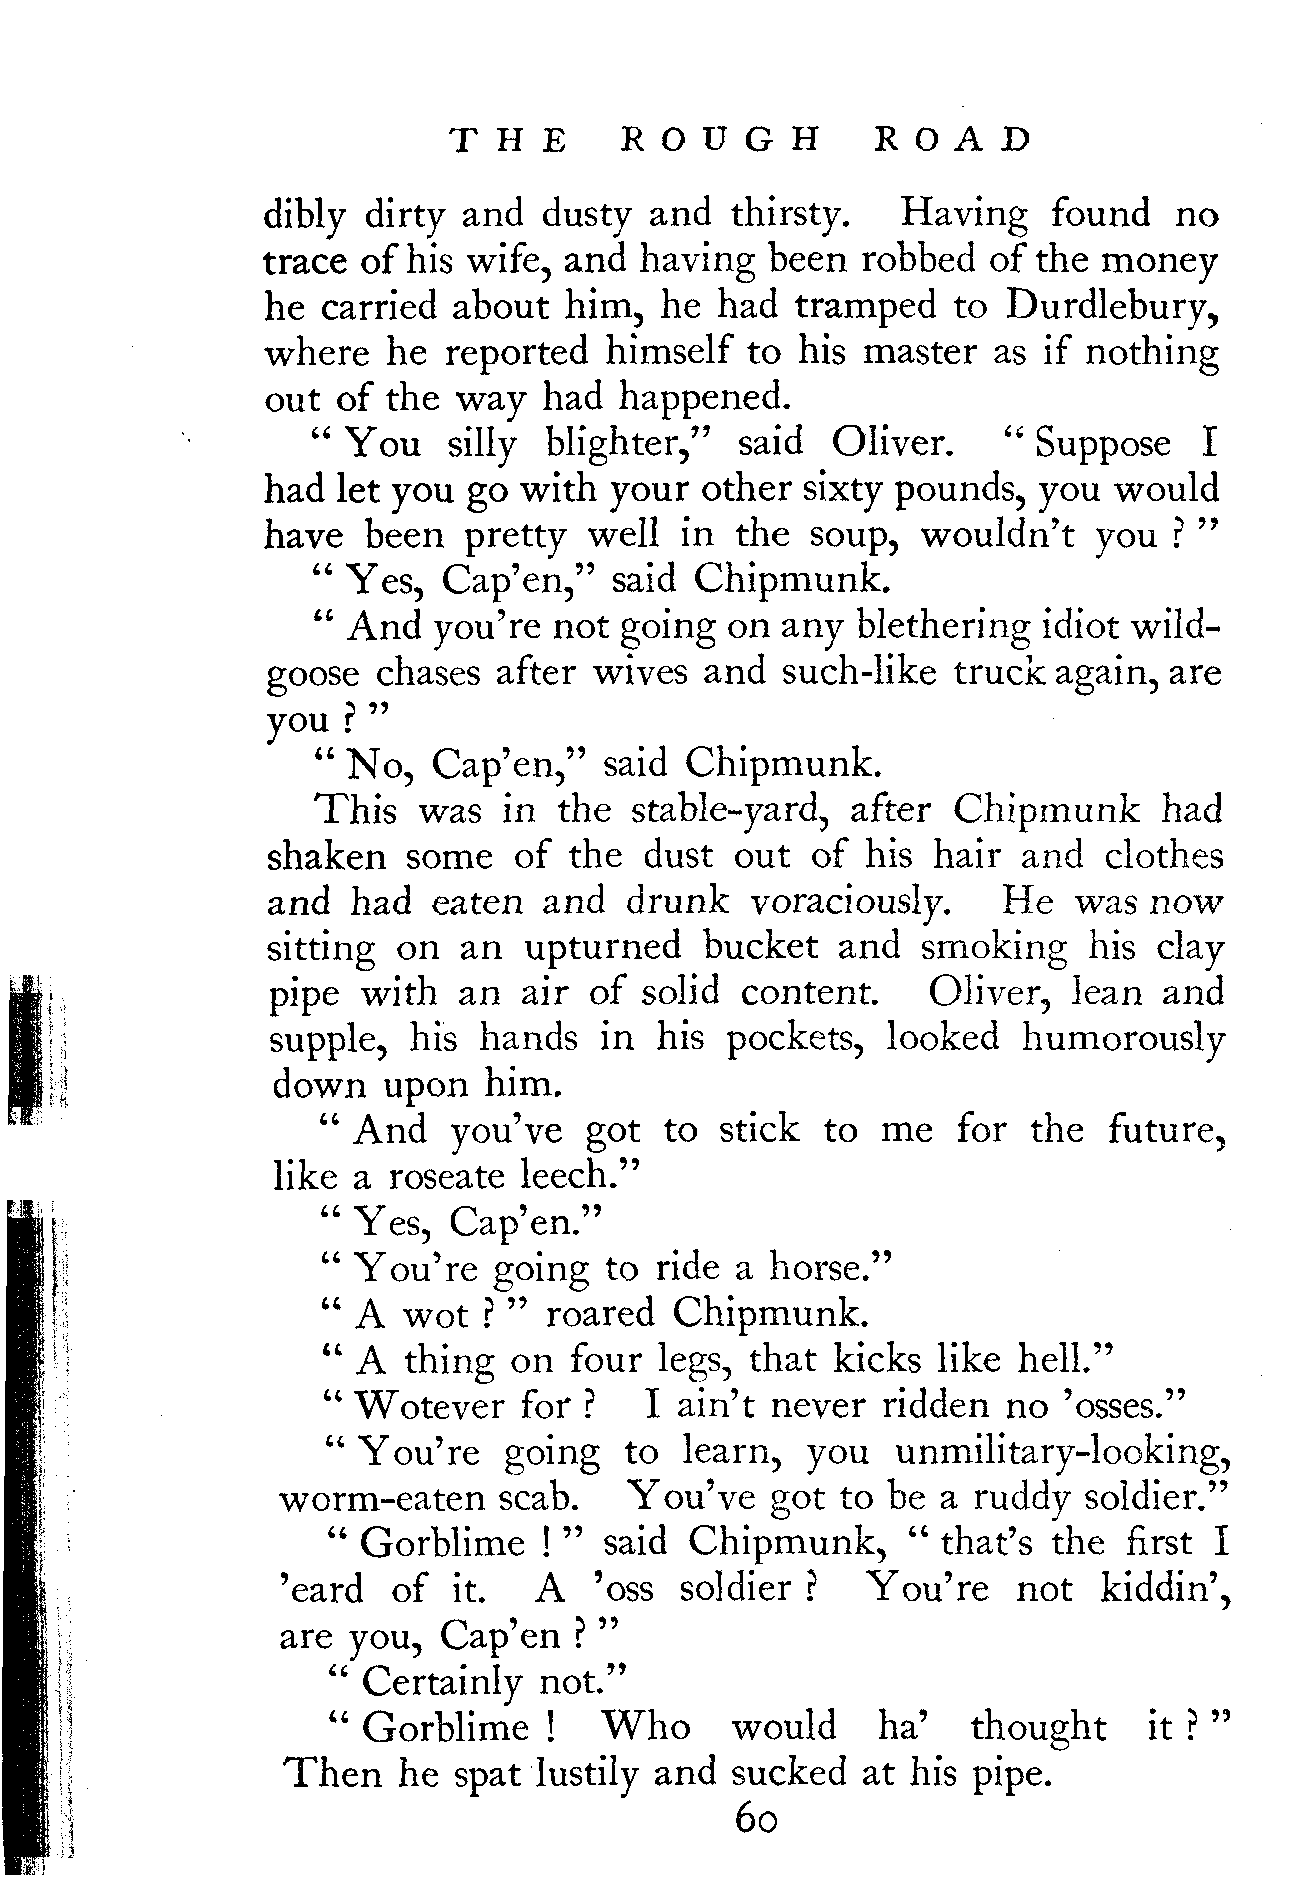 THE ROUGH ROAD
dibly dirty and dusty and thirsty. Having found no
trace of his wife, and having been robbed of the money
he carried about him, he had tramped to Durdlebury,
where he reported himself to his master as if nothing
out of the way had happened.
“ You silly blighter,” said Oliver. “ Suppose I
had let you go with your other sixty pounds, you would
have been pretty well in the soup, wouldn’t you ? ”
“ Yes, Cap’en,” said Chipmunk.
“ And you’re not going on any blethering idiot wild-
goose chases after wives and such-like truck again, are
you ? ”
“ No, Cap’en,” said Chipmunk.
This was in the stable-yard, after Chipmunk had
shaken some of the dust out of his hair and clothes
and had eaten and drunk voraciously. He was now
sitting on an upturned bucket and smoking his clay
pipe with an air of solid content. Oliver, lean and
supple, his hands in his pockets, looked humorously
down upon him.
“ And you’ve got to stick to me for the future,
like a roseate leech.”
“ Yes, Cap’en.”
“ You’re going to ride a horse.”
“ A wot ? ” roared Chipmunk.
“ A thing on four legs, that kicks like hell.”
“ Wotever for ? I ain’t never ridden no ’osses.”
“ You’re going to learn, you unmilitary-looking,
worm-eaten scab. You’ve got to be a ruddy soldier.”
“ Gorblime ! ” said Chipmunk, “ that’s the first I
’eard of it. A ’oss soldier ? You’re not kiddin’,
are you, Cap’en ? ”
“ Certainly not.”
“ Gorblime ! Who would ha’ thought it ? ”
Then he spat lustily and sucked at his pipe.
60